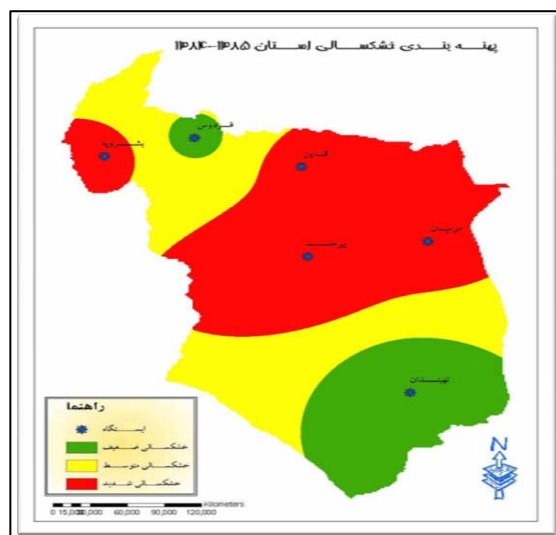 پهنه بندی خشکسالی استان ۱۳۸۵-۱۳۸۴
فردوس
بشرویه
قاین
درمیان
بیرجند
نهبندان
راهنما
ایستگاه
خشکسالی ضعیف
خشکسالی متوسط
خشکسالی شدید
N
Kilometers
0 15,000 30,000 60,000 90,000 120,000